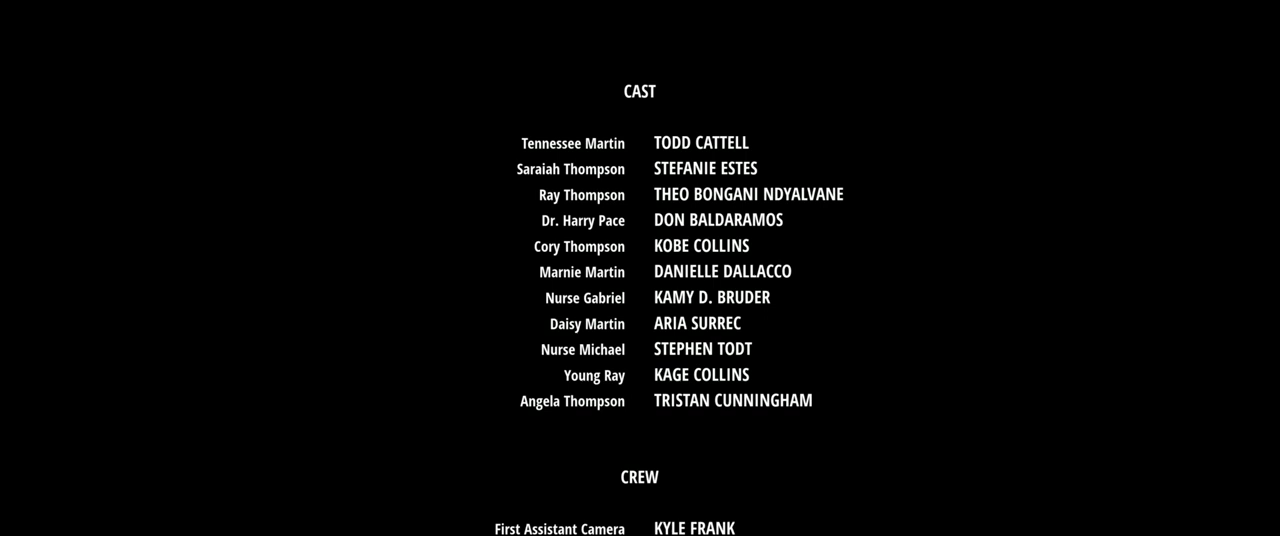 CAST
Tennessee Martin TODD CATTELL
Saraiah Thompson STEFANIE ESTES
Ray Thompson THEO BONGANI NDYALVANE
Dr. Harry Pace DON BALDARAMOS
Cory Thompson KOBE COLLINS
Marnie Martin DANIELLE DALLACCO
Nurse Gabriel KAMY D. BRUDER
Daisy Martin ARIA SURREC
Nurse Michael STEPHEN TODT
Young Ray KAGE COLLINS
Angela Thompson TRISTAN CUNNINGHAM
CREW
First Assistant Camera KYLE FRANK